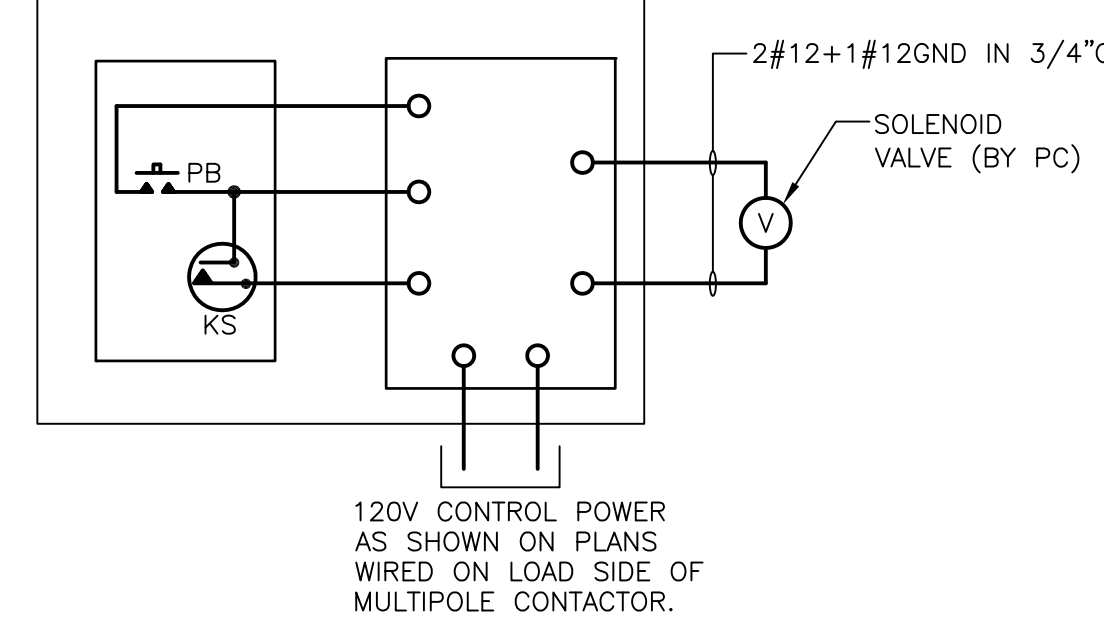 2#12+1#12GND IN 3/4"C
SOLENOID
VALVE (BY PC)
PB
V
KS
120V CONTROL POWER
AS SHOWN ON PLANS
WIRED ON LOAD SIDE OF
MULTIPOLE CONTACTOR.